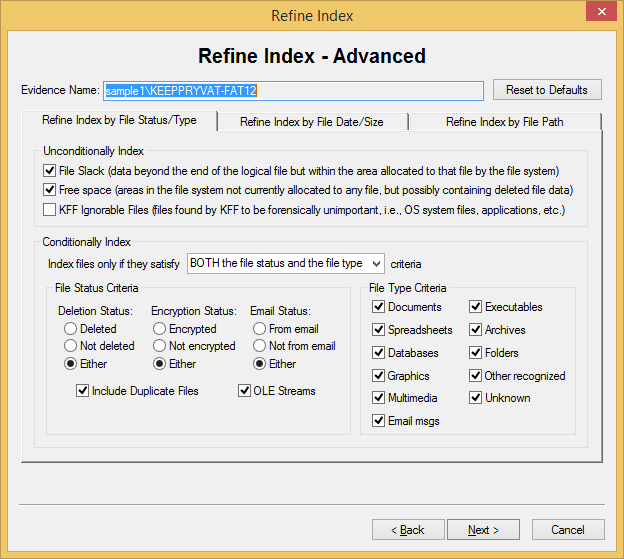 Refine Index
Refine Index - Advanced
Evidence Name: sample1\KEEPPRYVAT-FAT12 Reset to Defaults
Refine Index by File Status/Type Refine Index by File Date/Size Refine Index by File Path
Unconditionally Index
File Slack (data beyond the end of the logical file but within the area allocated to that file by the file system)
Free space (areas in the file system not currently allocated to any file, but possibly containing deleted file data)
KFF Ignorable Files (files found by KFF to be forensically unimportant, i.e., OS system files, applications, etc.)
Conditionally Index
Index files only if they satisfy BOTH the file status and the file type criteria
File Status Criteria
Deletion Status: Encryption Status: Email Status:
Deleted Encrypted From email
Not deleted Not encrypted Not from email
Either Either Either
Include Duplicate Files OLE Streams
File Type Criteria
Documents Executables
Spreadsheets Archives
Databases Folders
Graphics Other recognized
Multimedia Unknown
Email msgs
< Back Next > Cancel